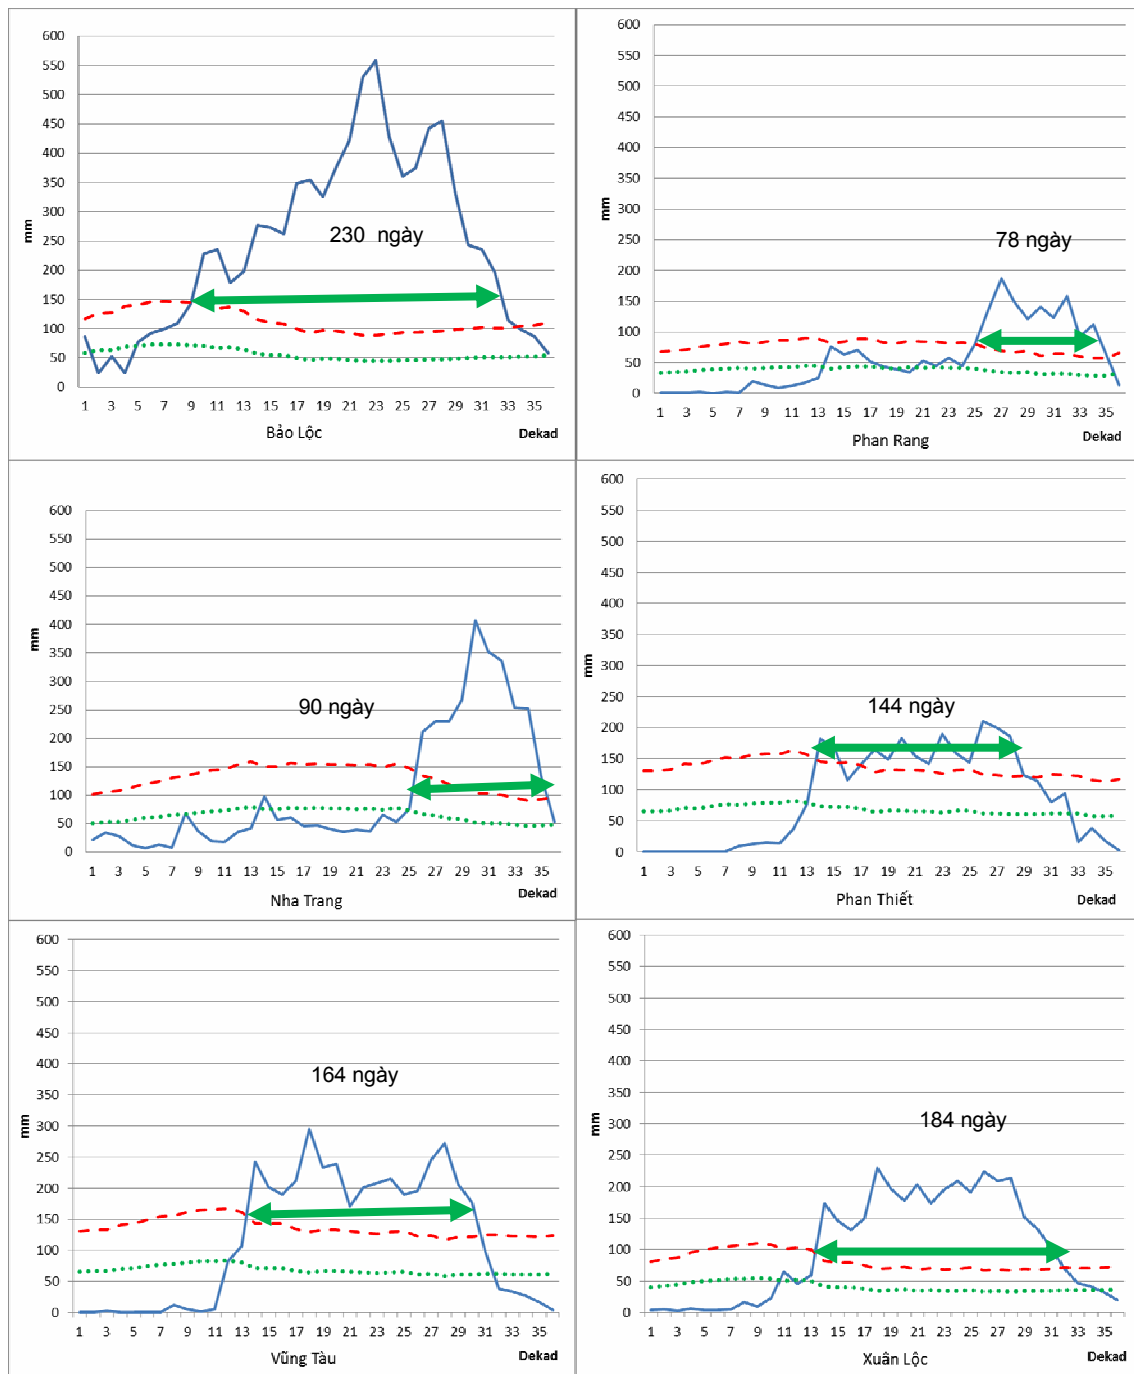 600
550
500
450
400
350
300
250
200
150
100
50
0
mm
230 ngày
1 3 5 7 9 11 13 15 17 19 21 23 25 27 29 31 33 35
Bảo Lộc
Dekad
600
550
500
450
400
350
300
250
200
150
100
50
0
mm
78 ngày
1 3 5 7 9 11 13 15 17 19 21 23 25 27 29 31 33 35
Phan Rang
Dekad
600
550
500
450
400
350
300
250
200
150
100
50
0
mm
90 ngày
1 3 5 7 9 11 13 15 17 19 21 23 25 27 29 31 33 35
Nha Trang
Dekad
600
550
500
450
400
350
300
250
200
150
100
50
0
mm
144 ngày
1 3 5 7 9 11 13 15 17 19 21 23 25 27 29 31 33 35
Phan Thiết
Dekad
600
550
500
450
400
350
300
250
200
150
100
50
0
mm
164 ngày
1 3 5 7 9 11 13 15 17 19 21 23 25 27 29 31 33 35
Vũng Tàu
Dekad
600
550
500
450
400
350
300
250
200
150
100
50
0
mm
184 ngày
1 3 5 7 9 11 13 15 17 19 21 23 25 27 29 31 33 35
Xuân Lộc
Dekad